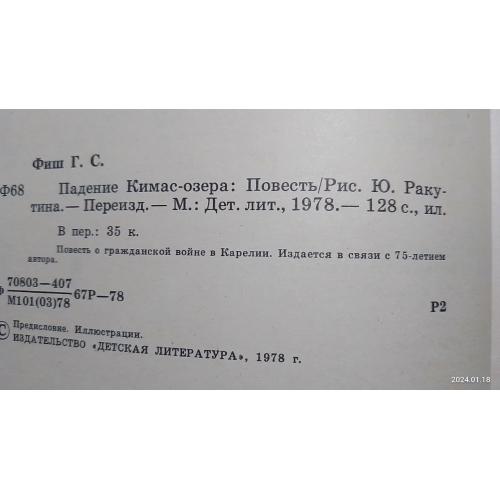 Фиш Г. С.
Ф68 Падение Кимас-озера: Повесть/Рис. Ю. Раку-
тина.— Переизд.— М.: Дет. лит., 1978.— 128 с., ил.
В пер.: 35 к.
Повесть о гражданской войне в Карелии. Издается в связи с 75-летием
автора.
Ф 70803—407
М101(03)78 67Р—78
Р2
© Предисловие. Иллюстрации.
ИЗДАТЕЛЬСТВО «ДЕТСКАЯ ЛИТЕРАТУРА», 1978 г.
2024.01.18